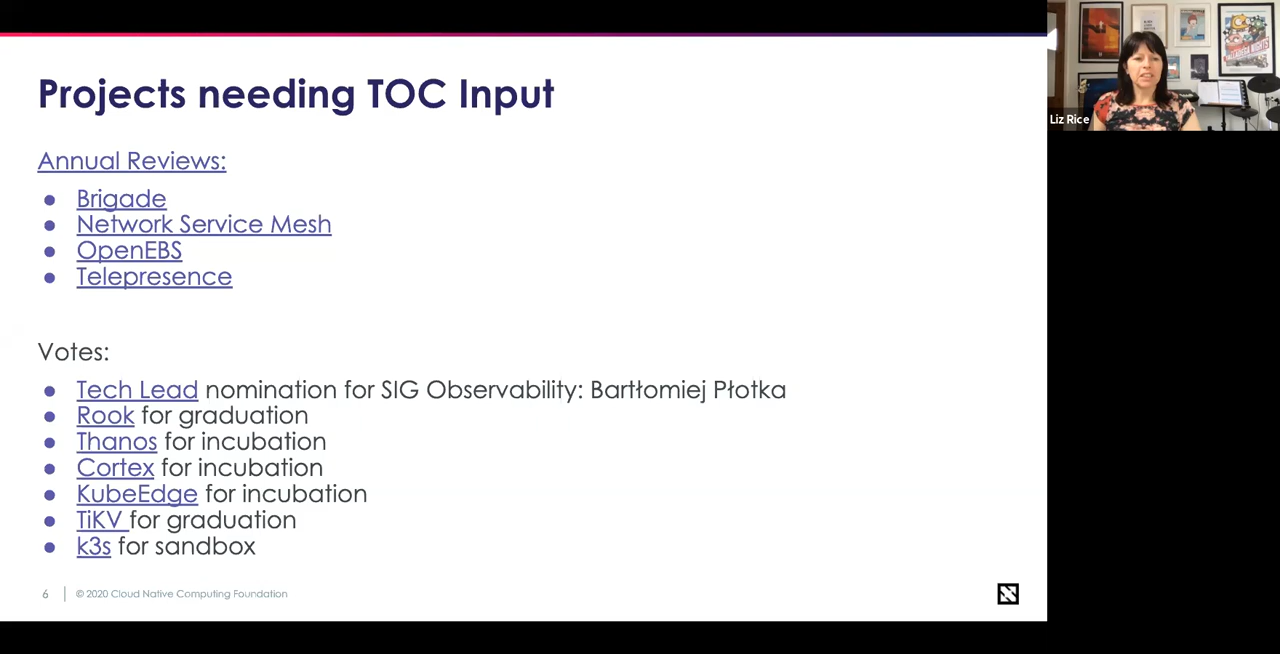 Projects needing TOC Input
Annual Reviews:
Brigade
Network Service Mesh
OpenEBS
Telepresence
Votes:
Tech Lead nomination for SIG Observability: Bartłomiej Płotka
Rook for graduation
Thanos for incubation
Cortex for incubation
KubeEdge for incubation
TiKV for graduation
k3s for sandbox
6
© 2020 Cloud Native Computing Foundation
Liz Rice